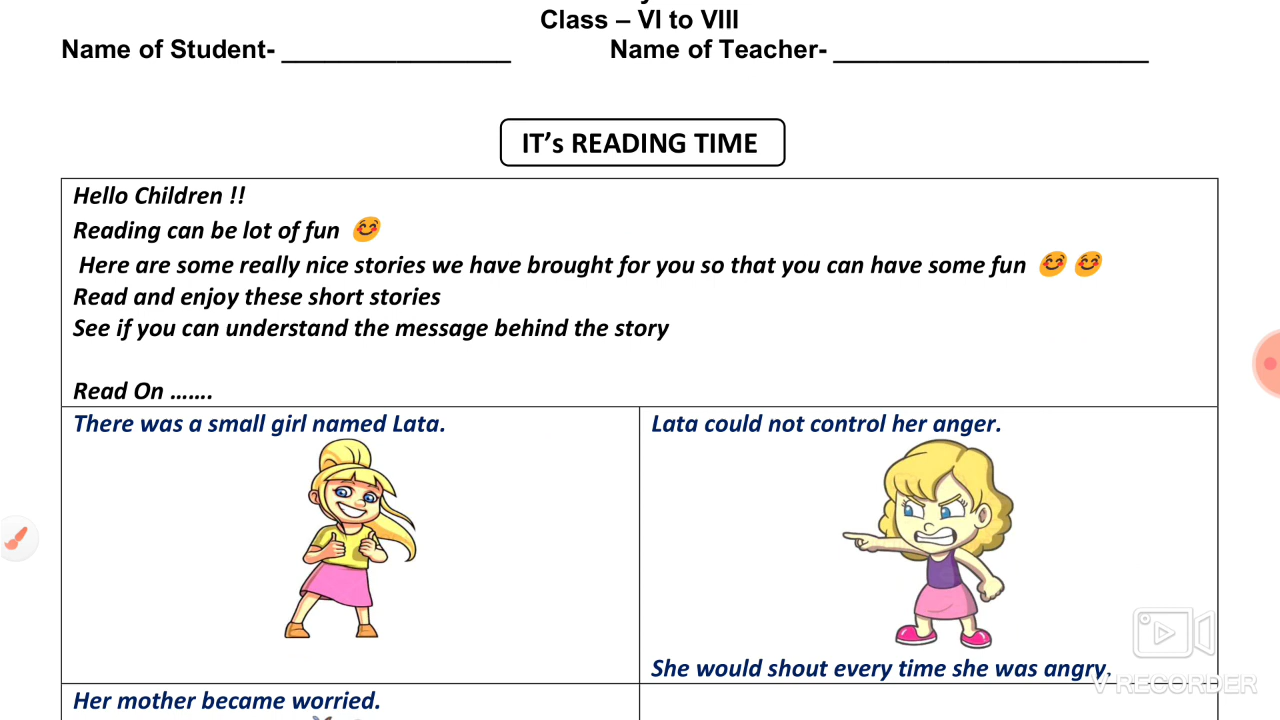 Class – VI to VIII
Name of Student- ________________ Name of Teacher- ______________________
IT’s READING TIME
Hello Children !!
Reading can be lot of fun 😊
Here are some really nice stories we have brought for you so that you can have some fun 😊 😊
Read and enjoy these short stories
See if you can understand the message behind the story
Read On …….
There was a small girl named Lata.
Lata could not control her anger.
She would shout every time she was angry.
Her mother became worried.
V RECORDER